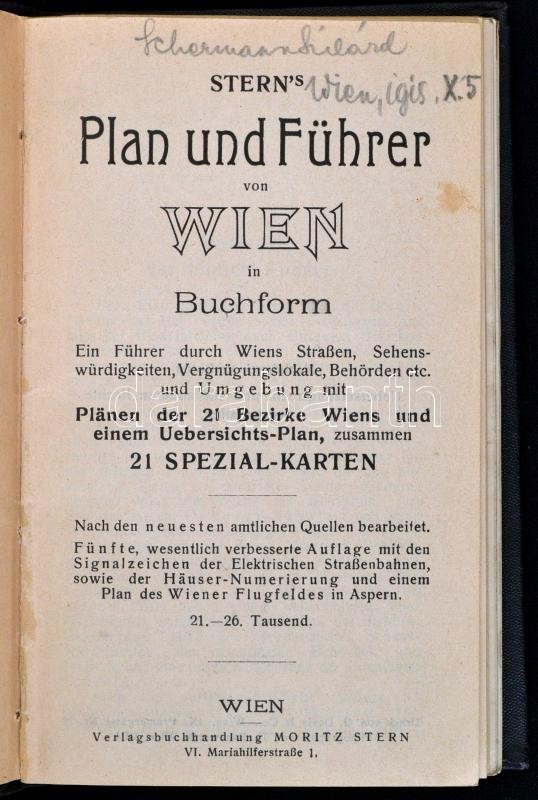 Schermann Szilárd
Wien, 1918. X.5
STERN's
Plan und Führer
von
WIEN
in
Buchform
Ein Führer durch Wiens Straßen, Sehens-
würdigkeiten, Vergnügungslokale, Behörden etc.
und Umgebung mit
Plänen der 21 Bezirke Wiens und
einem Uebersichts-Plan, zusammen
21 SPEZIAL-KARTEN
Nach den neuesten amtlichen Quellen bearbeitet.
Fünfte, wesentlich verbesserte Auflage mit den
Signalzeichen der Elektrischen Straßenbahnen,
sowie der Häuser-Numerierung und einem
Plan des Wiener Flugfeldes in Aspern.
21.—26. Tausend.
WIEN
Verlagsbuchhandlung MORITZ STERN
VI. Mariahilferstraße 1.
darabanth